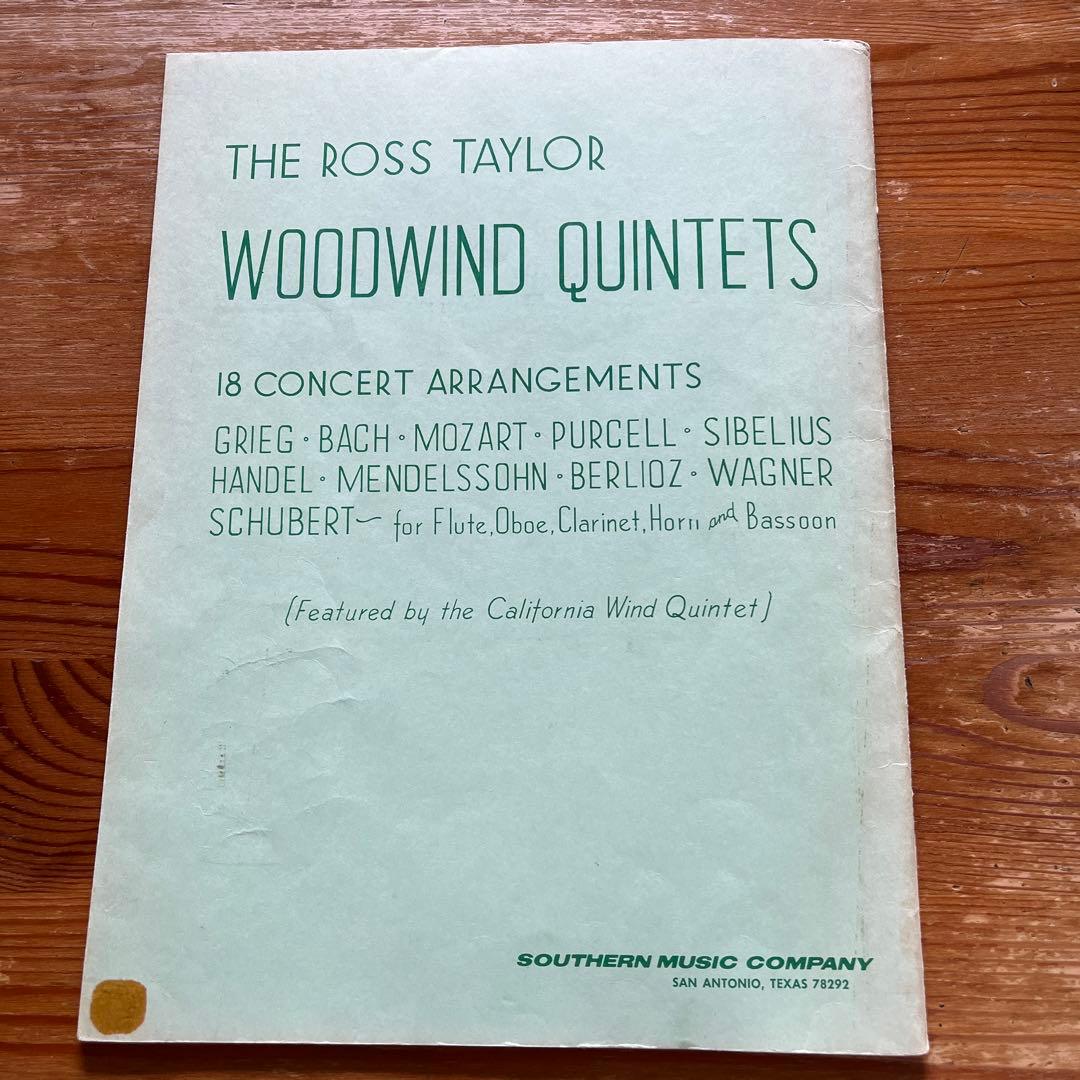 THE ROSS TAYLOR
WOODWIND QUINTETS
18 CONCERT ARRANGEMENTS
GRIEG • BACH • MOZART • PURCELL • SIBELIUS
HANDEL • MENDELSSOHN • BERLIOZ • WAGNER
SCHUBERT~ for Flute, Oboe, Clarinet, Horn and Bassoon
(Featured by the California Wind Quintet)
SOUTHERN MUSIC COMPANY
SAN ANTONIO, TEXAS 78292